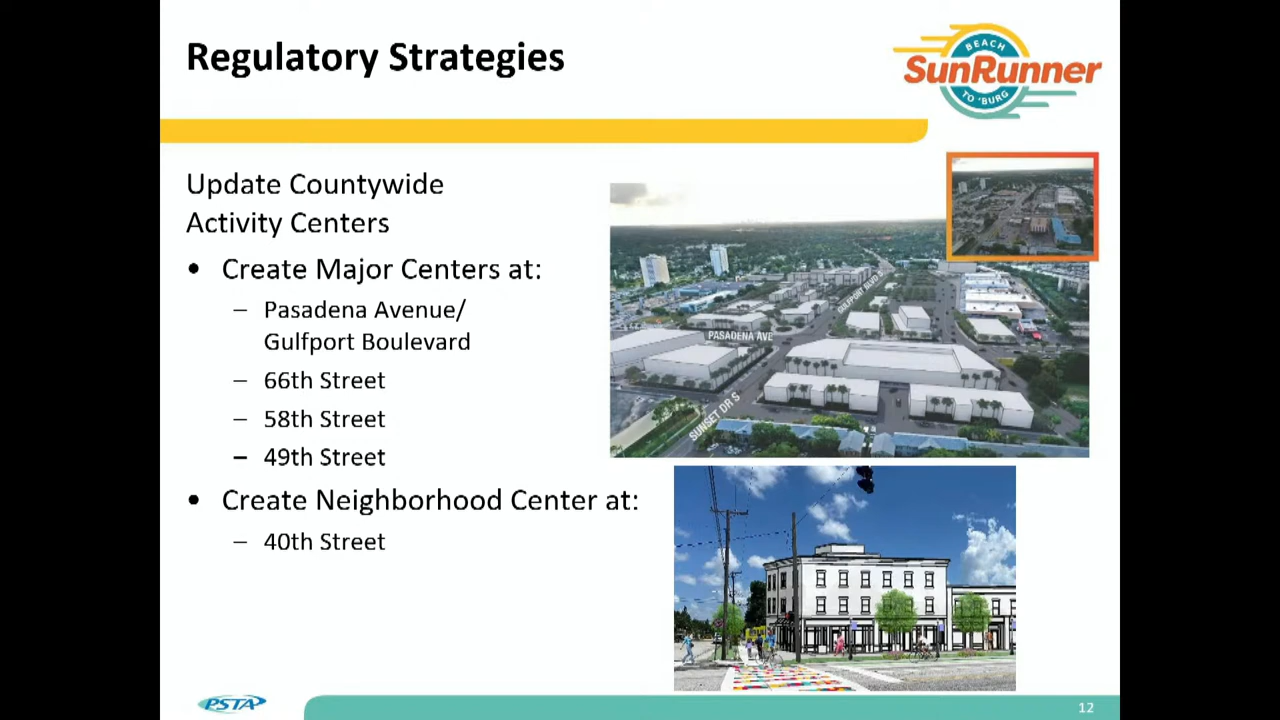 Regulatory Strategies
BEACH
SunRunner
TO 'BURG
Update Countywide
Activity Centers
• Create Major Centers at:
– Pasadena Avenue/
Gulfport Boulevard
– 66th Street
– 58th Street
– 49th Street
• Create Neighborhood Center at:
– 40th Street
GULFPORT BLVD
PASADENA AVE
SUNSET DR S
PSTA
12